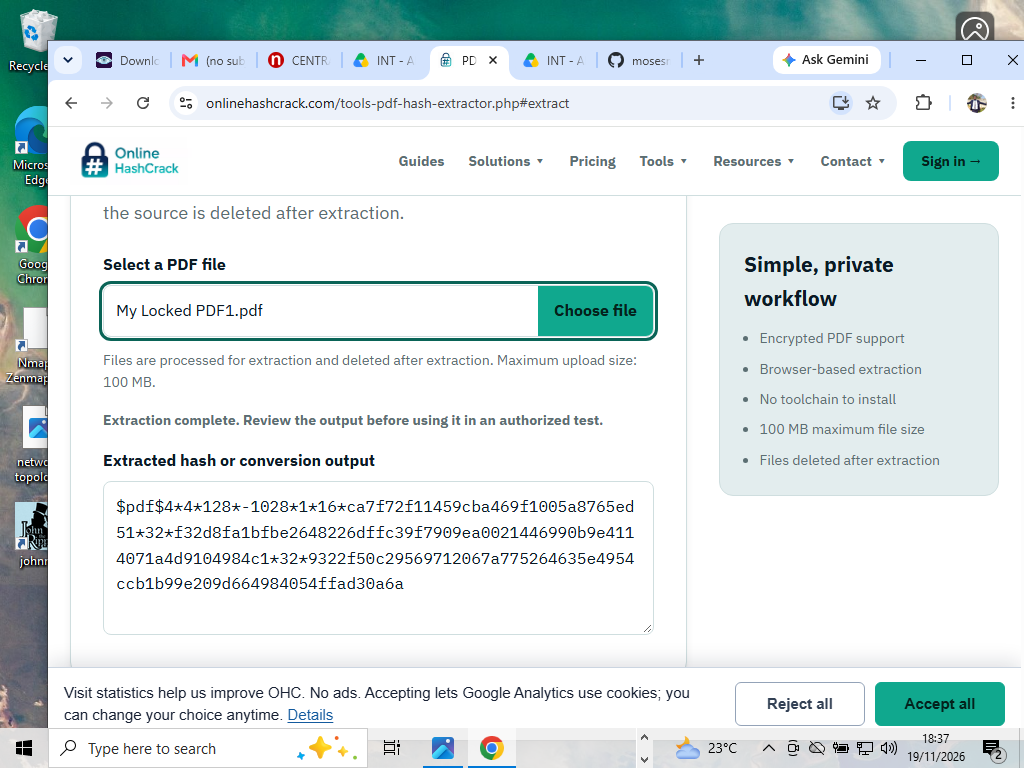 Recycle
Micros
Edge
Goog
Chron
Nmap
Zenmap
netwo
topolo
john
Downlo
(no sub
CENTR
INT - A
PD
INT - A
mosesr
Ask Gemini
onlinehashcrack.com/tools-pdf-hash-extractor.php#extract
Online
HashCrack
Guides
Solutions
Pricing
Tools
Resources
Contact
Sign in →
the source is deleted after extraction.
Select a PDF file
My Locked PDF1.pdf
Choose file
Files are processed for extraction and deleted after extraction. Maximum upload size:
100 MB.
Extraction complete. Review the output before using it in an authorized test.
Extracted hash or conversion output
$pdf$4*4*128*-1028*1*16*ca7f72f11459cba469f1005a8765ed
51*32*f32d8fa1bfbe2648226dffc39f7909ea0021446990b9e411
4071a4d9104984c1*32*9322f50c29569712067a775264635e4954
ccb1b99e209d664984054ffad30a6a
Simple, private
workflow
Encrypted PDF support
Browser-based extraction
No toolchain to install
100 MB maximum file size
Files deleted after extraction
Visit statistics help us improve OHC. No ads. Accepting lets Google Analytics use cookies; you
can change your choice anytime. Details
Reject all
Accept all
Type here to search
23°C
18:37
19/11/2026
2